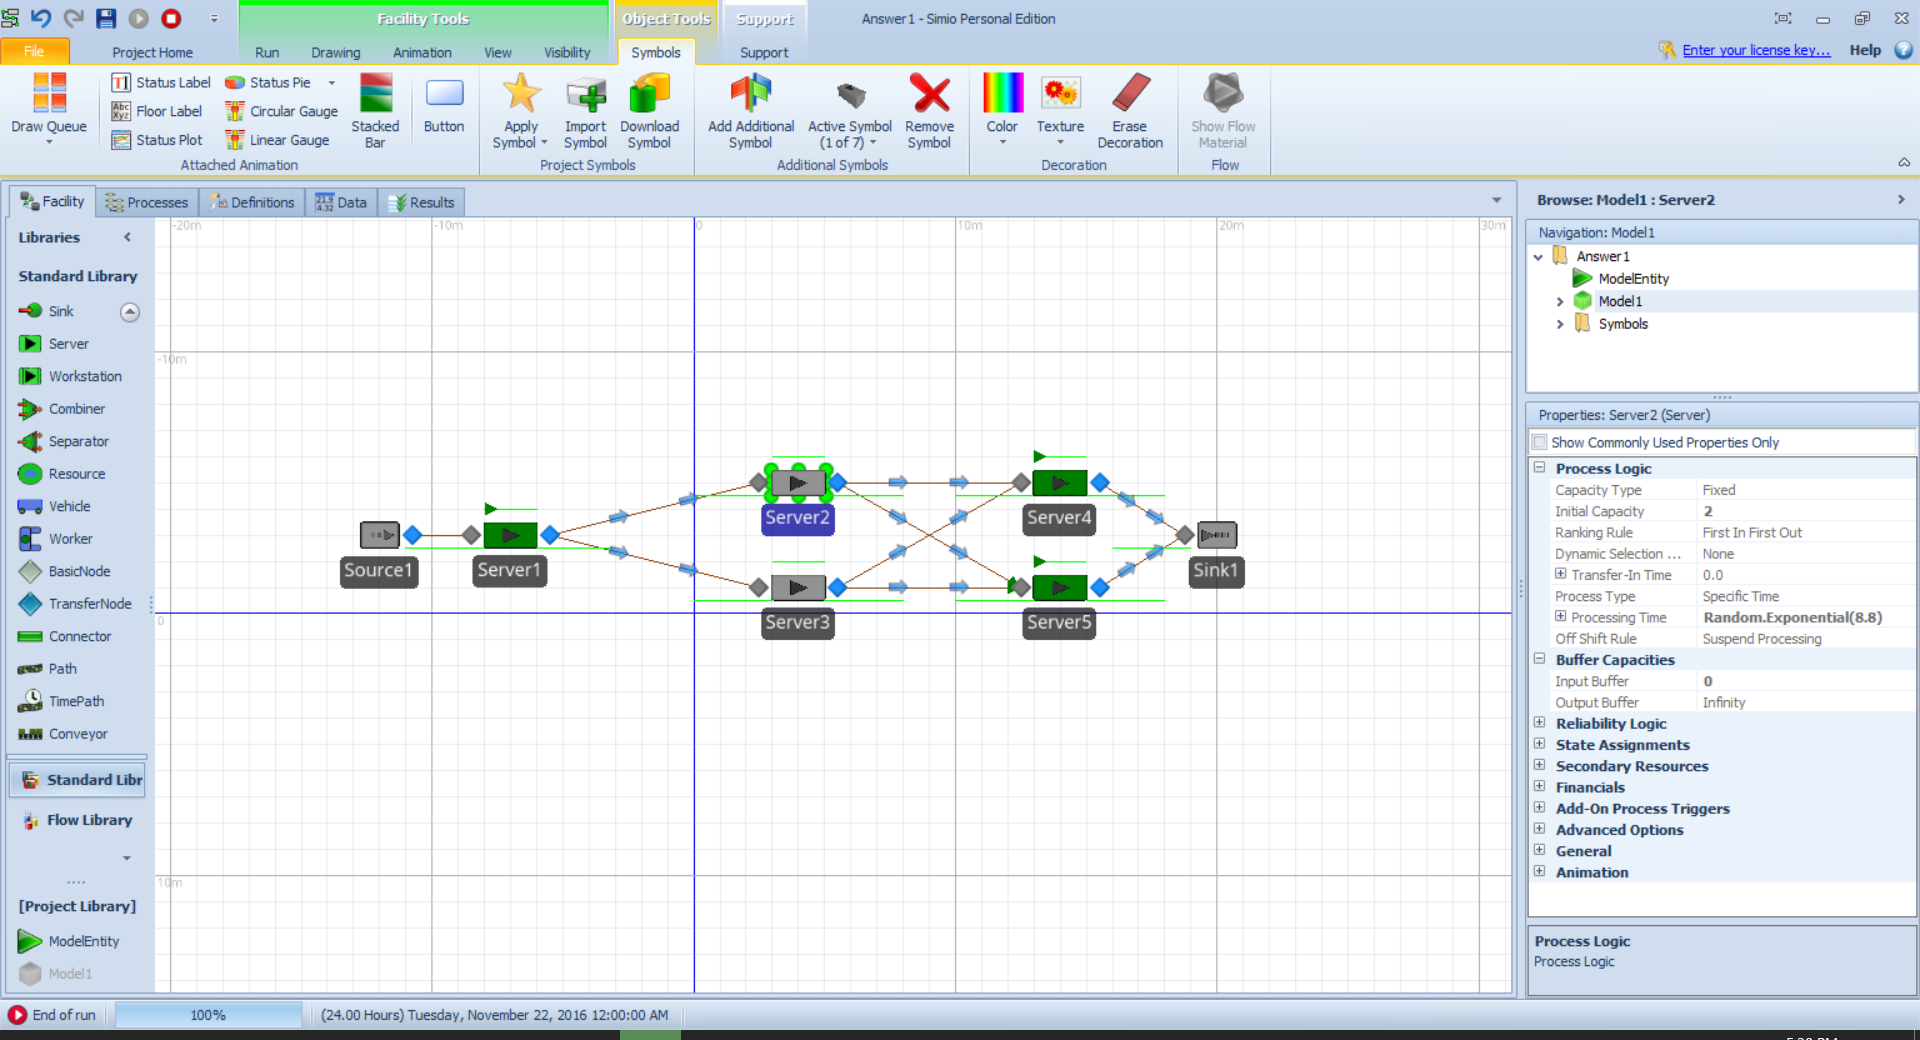 Facility Tools
Object Tools
Support
Answer1 - Simio Personal Edition
File
Project Home
Run
Drawing
Animation
View
Visibility
Symbols
Support
Enter your license key...
Help
Draw Queue
Status Label
Floor Label
Status Plot
Status Pie
Circular Gauge
Linear Gauge
Stacked Bar
Button
Attached Animation
Apply Symbol
Import Symbol
Download Symbol
Project Symbols
Add Additional Symbol
Active Symbol (1 of 7)
Remove Symbol
Additional Symbols
Color
Texture
Erase Decoration
Decoration
Show Flow Material
Flow
Facility
Processes
Definitions
Data
Results
Libraries
Standard Library
Sink
Server
Workstation
Combiner
Separator
Resource
Vehicle
Worker
BasicNode
TransferNode
Connector
Path
TimePath
Conveyor
Standard Libr
Flow Library
[Project Library]
ModelEntity
Model1
-20m
-10m
0
10m
20m
30m
-10m
0
10m
Source1
Server1
Server2
Server3
Server4
Server5
Sink1
Browse: Model1 : Server2
Navigation: Model1
Answer1
ModelEntity
Model1
Symbols
Properties: Server2 (Server)
Show Commonly Used Properties Only
Process Logic
Capacity Type Fixed
Initial Capacity 2
Ranking Rule First In First Out
Dynamic Selection ... None
Transfer-In Time 0.0
Process Type Specific Time
Processing Time Random.Exponential(8.8)
Off Shift Rule Suspend Processing
Buffer Capacities
Input Buffer 0
Output Buffer Infinity
Reliability Logic
State Assignments
Secondary Resources
Financials
Add-On Process Triggers
Advanced Options
General
Animation
Process Logic
Process Logic
End of run
100%
(24.00 Hours) Tuesday, November 22, 2016 12:00:00 AM